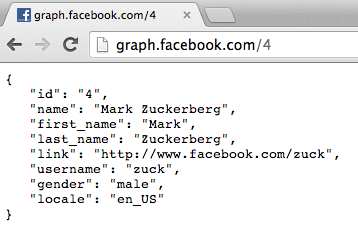 graph.facebook.com/4
graph.facebook.com/4
{
"id": "4",
"name": "Mark Zuckerberg",
"first_name": "Mark",
"last_name": "Zuckerberg",
"link": "http://www.facebook.com/zuck",
"username": "zuck",
"gender": "male",
"locale": "en_US"
}